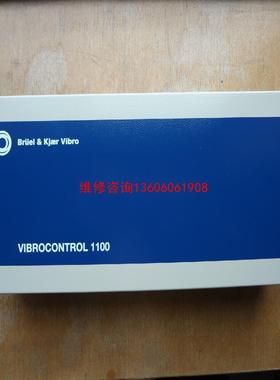 Brüel & Kjær Vibro
维修咨询13606061908
VIBROCONTROL 1100